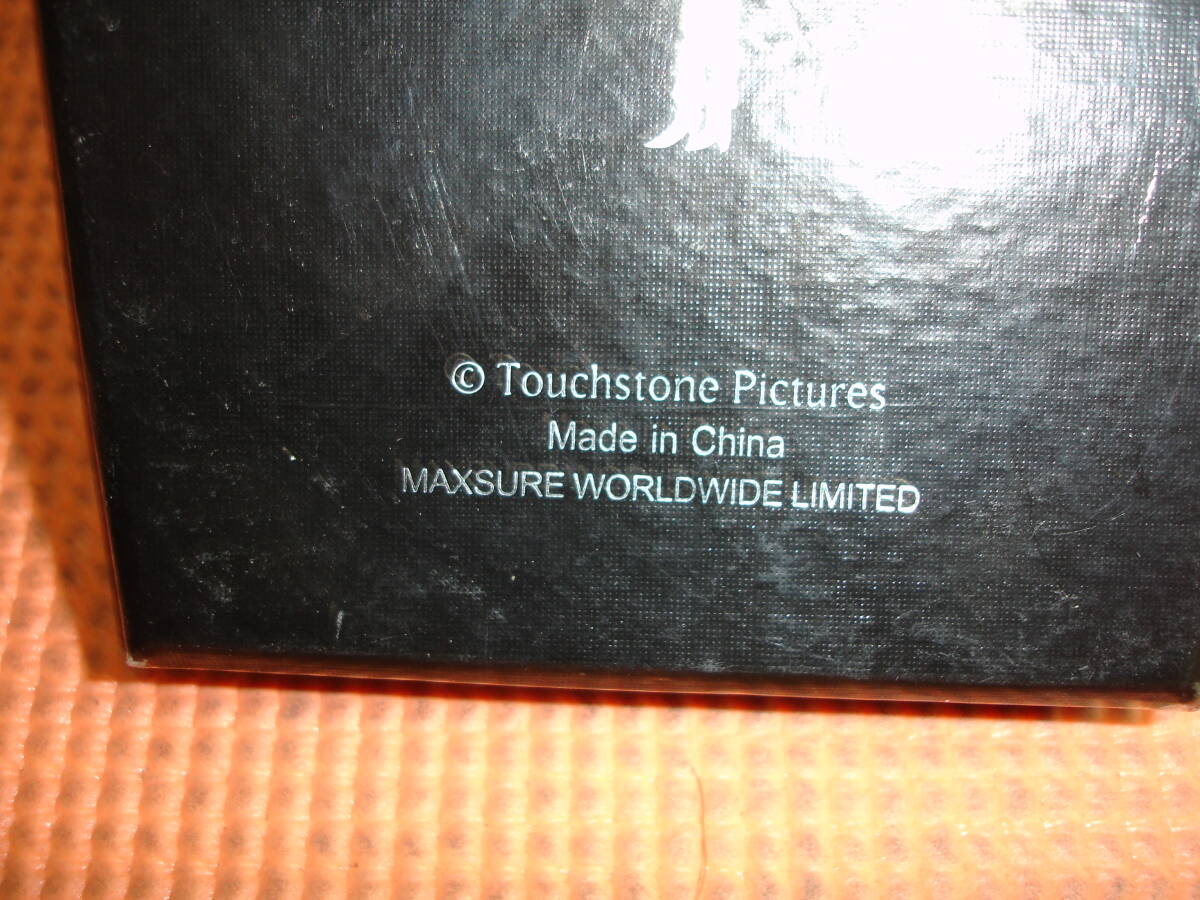 © Touchstone Pictures
Made in China
MAXSURE WORLDWIDE LIMITED